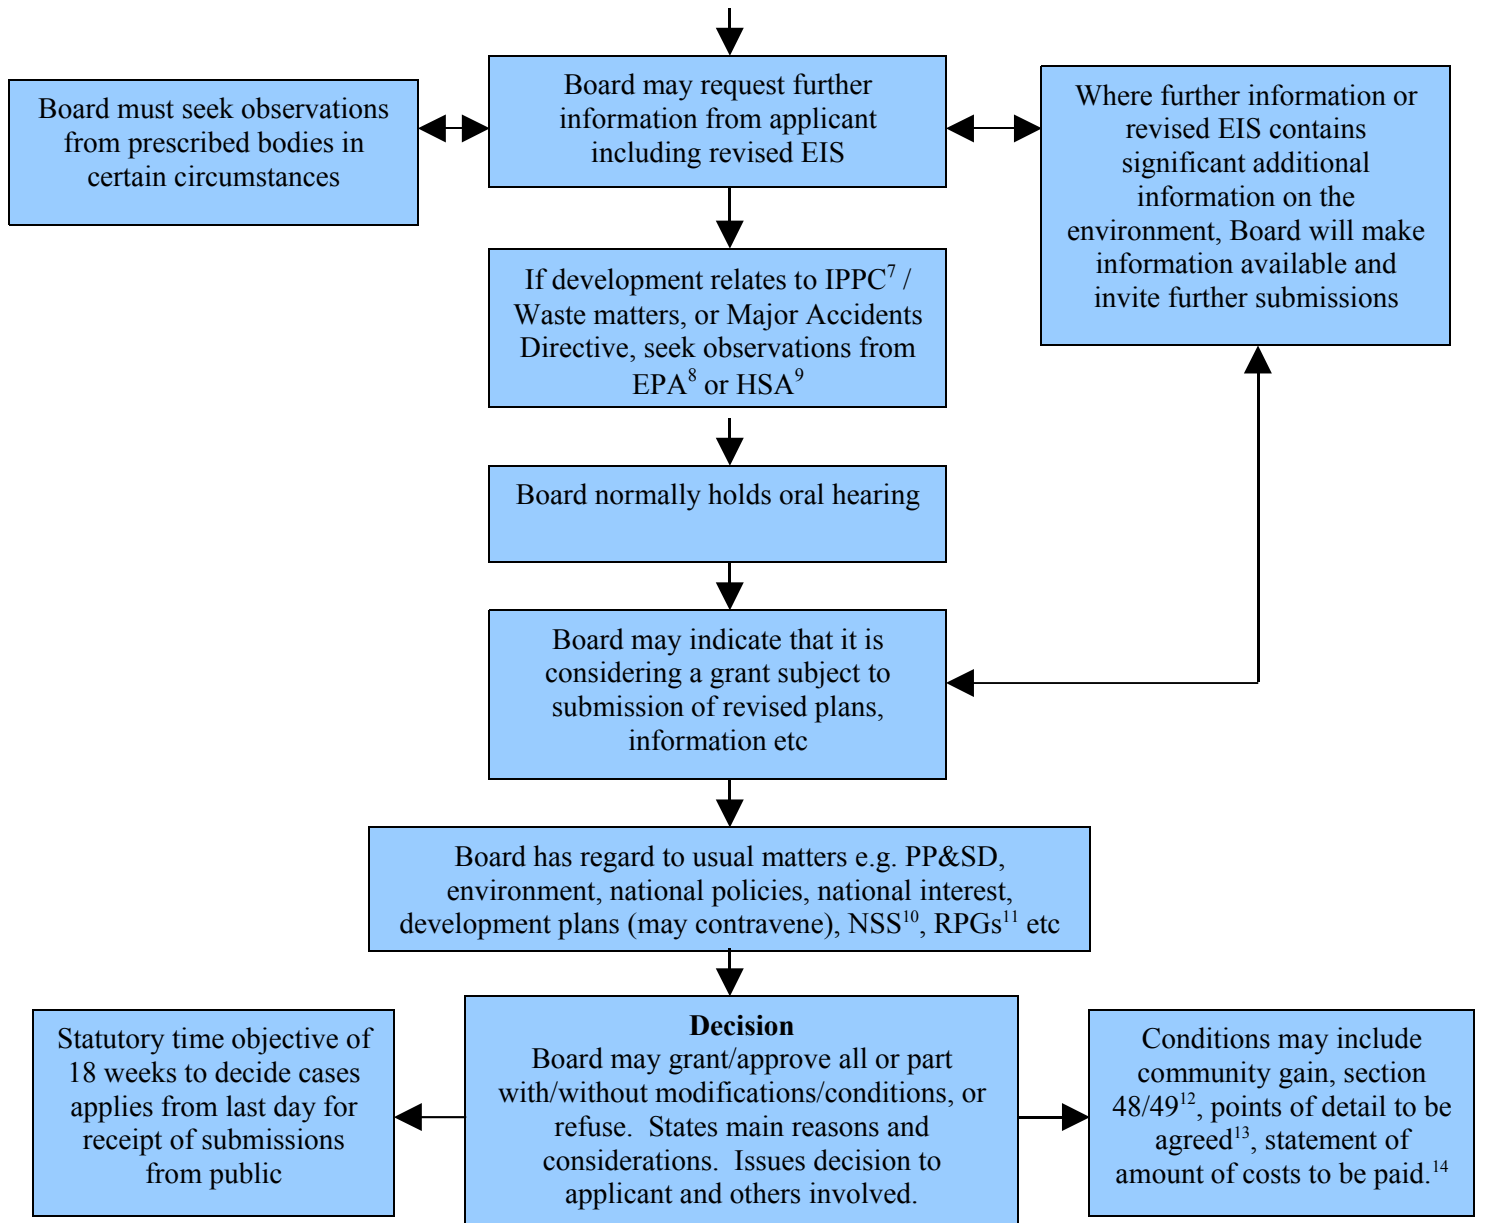 Board must seek observations
from prescribed bodies in
certain circumstances
Board may request further
information from applicant
including revised EIS
Where further information or
revised EIS contains
significant additional
information on the
environment, Board will make
information available and
invite further submissions
If development relates to IPPC⁷ /
Waste matters, or Major Accidents
Directive, seek observations from
EPA⁸ or HSA⁹
Board normally holds oral hearing
Board may indicate that it is
considering a grant subject to
submission of revised plans,
information etc
Board has regard to usual matters e.g. PP&SD,
environment, national policies, national interest,
development plans (may contravene), NSS¹⁰, RPGs¹¹ etc
Statutory time objective of
18 weeks to decide cases
applies from last day for
receipt of submissions
from public
Decision
Board may grant/approve all or part
with/without modifications/conditions, or
refuse.  States main reasons and
considerations.  Issues decision to
applicant and others involved.
Conditions may include
community gain, section
48/49¹², points of detail to be
agreed¹³, statement of
amount of costs to be paid.¹⁴